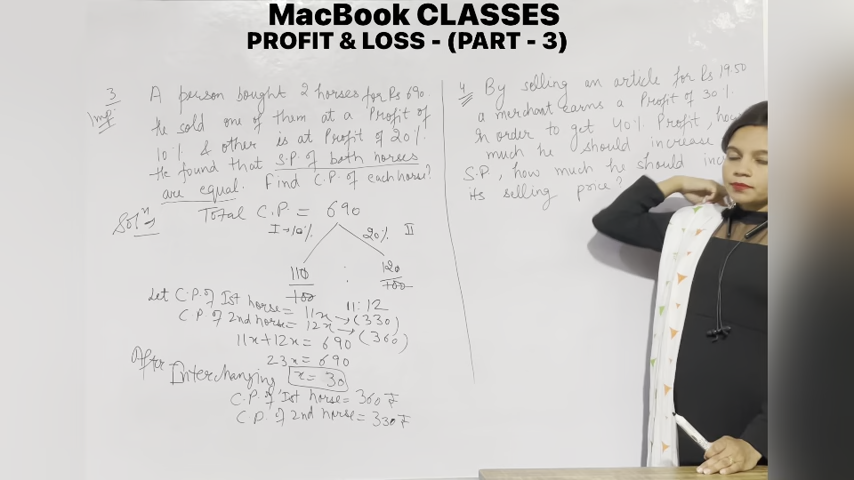 MacBook CLASSES
PROFIT & LOSS - (PART - 3)
3
Imp:
A person bought 2 horses for Rs 690.
He sold one of them at a Profit of
10% & other is at Profit of 20%.
He found that S.P. of both horses
are equal. Find C.P. of each horse?
Solⁿ
Total C.P. = 690
I → 10% 20% II
110 : 120
100 100
11 : 12
Let C.P. of Ist horse = 11x → (330)
C.P. of 2nd horse = 12x → (360)
11x + 12x = 690
23x = 690
After Interchanging x = 30
C.P. of Ist horse = 360 ₹
C.P. of 2nd horse = 330 ₹
4. By selling an article for Rs 1950
a merchant earns a Profit of 30%.
In order to get 40% Profit, how
much he should increase
S.P., how much he should
its selling price?